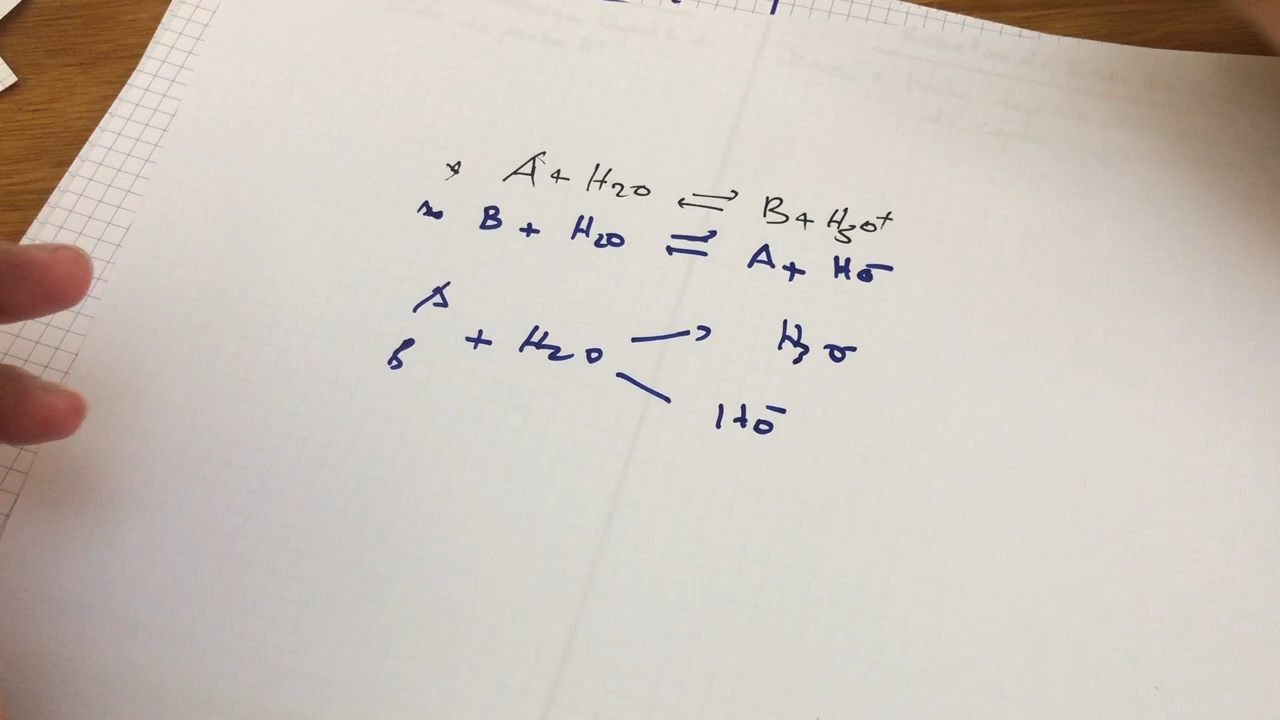 * A + H2O ⇌ B + H3O+
B + H2O ⇌ A + HO-
A
B + H2O → H3O
HO-